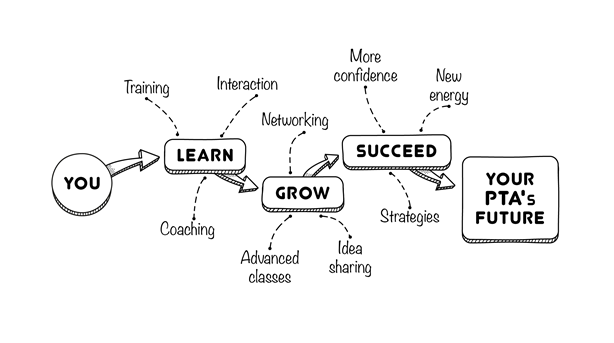 Training
Interaction
More
confidence
New
energy
Networking
YOU
LEARN
GROW
SUCCEED
YOUR
PTA's
FUTURE
Coaching
Advanced
classes
Idea
sharing
Strategies